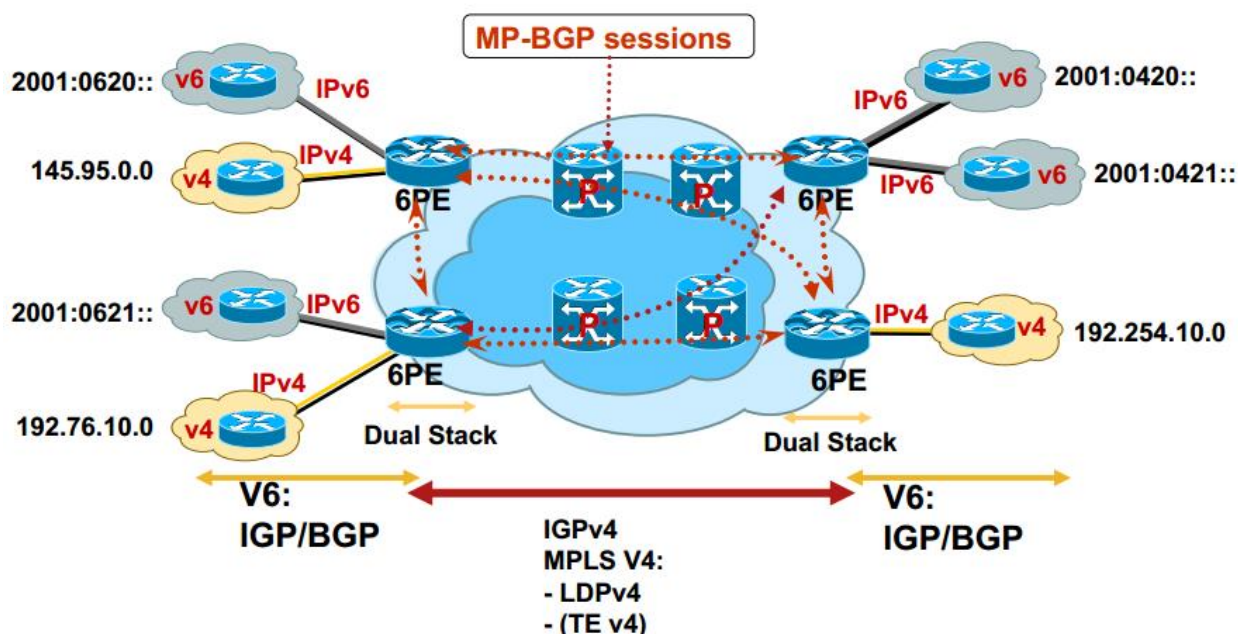 MP-BGP sessions
2001:0620::
v6
IPv6
v6
2001:0420::
IPv6
145.95.0.0
v4
IPv4
P
P
IPv6
v6
2001:0421::
6PE
6PE
2001:0621::
v6
IPv6
P
P
IPv4
v4
192.254.10.0
6PE
6PE
IPv4
192.76.10.0
v4
Dual Stack
Dual Stack
V6:
IGP/BGP
V6:
IGP/BGP
IGPv4
MPLS V4:
- LDPv4
- (TE v4)